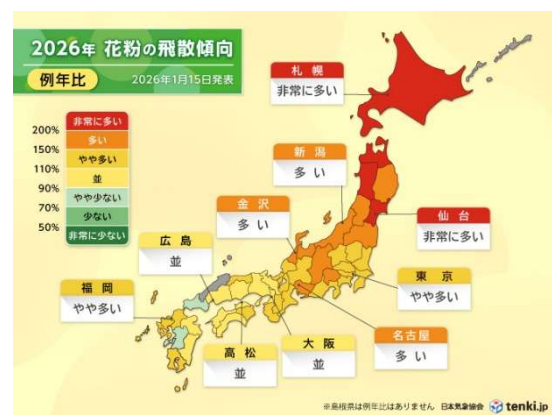 2026年 花粉の飛散傾向
例年比
2026年1月15日発表
非常に多い
200%
多い
150%
やや多い
110%
並
90%
やや少ない
70%
少ない
50%
非常に少ない
札幌
非常に多い
新潟
多い
金沢
多い
仙台
非常に多い
広島
並
福岡
やや多い
東京
やや多い
名古屋
多い
高松
並
大阪
並
※島根県は例年比はありません 日本気象協会 tenki.jp